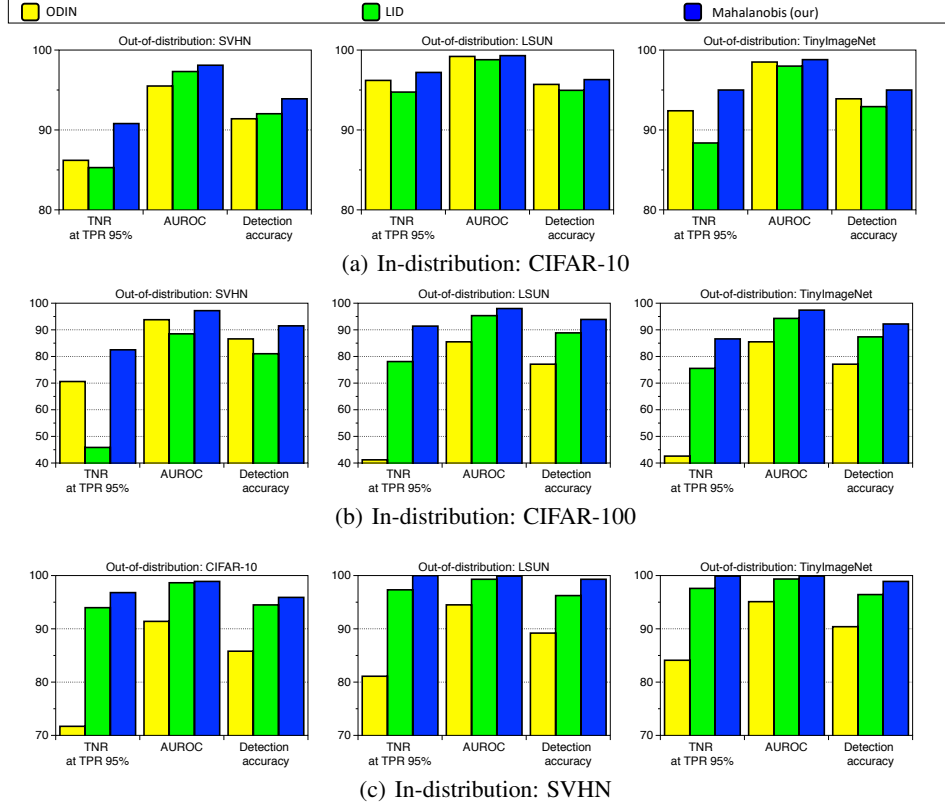 ODIN LID Mahalanobis (our)
Out-of-distribution: SVHN Out-of-distribution: LSUN Out-of-distribution: TinyImageNet
100 100 100
90 90 90
80 80 80
TNR AUROC Detection TNR AUROC Detection TNR AUROC Detection
at TPR 95% accuracy at TPR 95% accuracy at TPR 95% accuracy
(a) In-distribution: CIFAR-10
Out-of-distribution: SVHN Out-of-distribution: LSUN Out-of-distribution: TinyImageNet
100 100 100
90 90 90
80 80 80
70 70 70
60 60 60
50 50 50
40 40 40
TNR AUROC Detection TNR AUROC Detection TNR AUROC Detection
at TPR 95% accuracy at TPR 95% accuracy at TPR 95% accuracy
(b) In-distribution: CIFAR-100
Out-of-distribution: CIFAR-10 Out-of-distribution: LSUN Out-of-distribution: TinyImageNet
100 100 100
90 90 90
80 80 80
70 70 70
TNR AUROC Detection TNR AUROC Detection TNR AUROC Detection
at TPR 95% accuracy at TPR 95% accuracy at TPR 95% accuracy
(c) In-distribution: SVHN